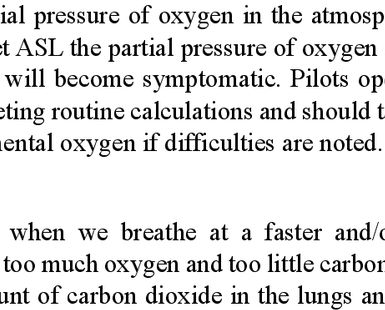 ial pressure of oxygen in the atmosp
et ASL the partial pressure of oxygen
will become symptomatic. Pilots ope
eting routine calculations and should t
nental oxygen if difficulties are noted.
when we breathe at a faster and/o
too much oxygen and too little carbon
unt of carbon dioxide in the lungs an